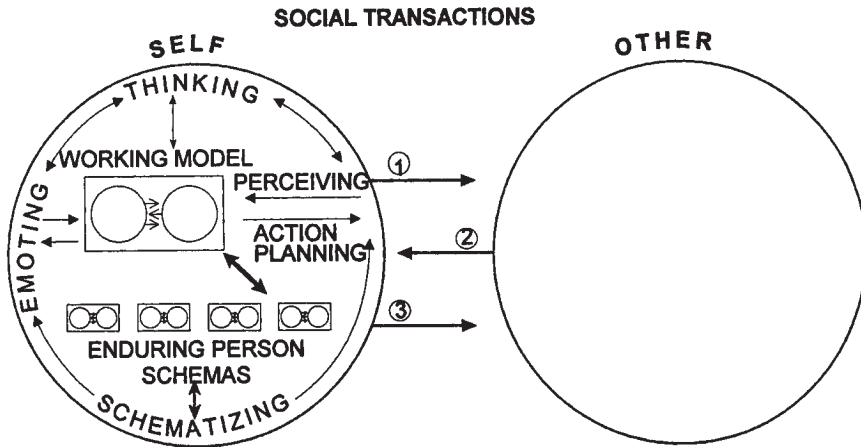 SOCIAL TRANSACTIONS
SELF
OTHER
THINKING
WORKING MODEL
PERCEIVING
①
EMOTING
ACTION
PLANNING
②
③
ENDURING PERSON
SCHEMAS
SCHEMATIZING